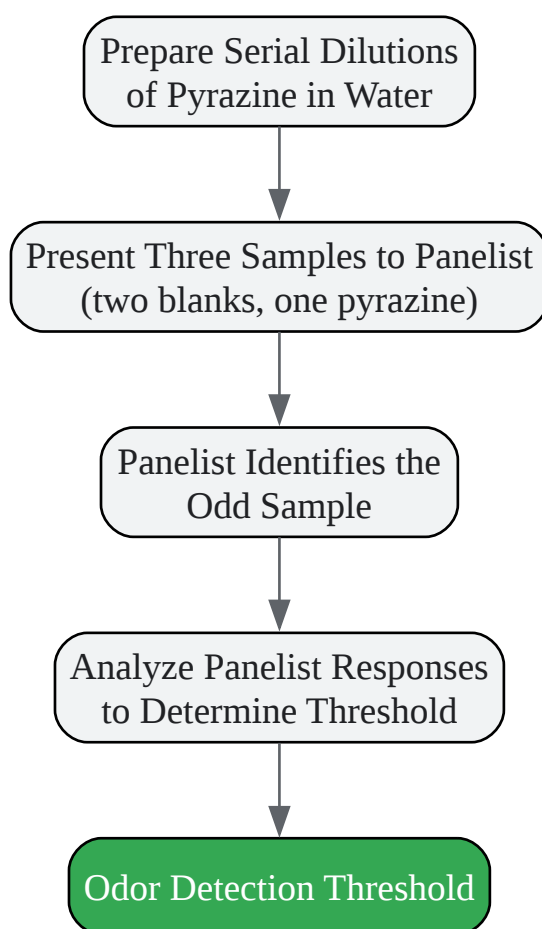 Prepare Serial Dilutions
of Pyrazine in Water
Present Three Samples to Panelist
(two blanks, one pyrazine)
Panelist Identifies the
Odd Sample
Analyze Panelist Responses
to Determine Threshold
Odor Detection Threshold